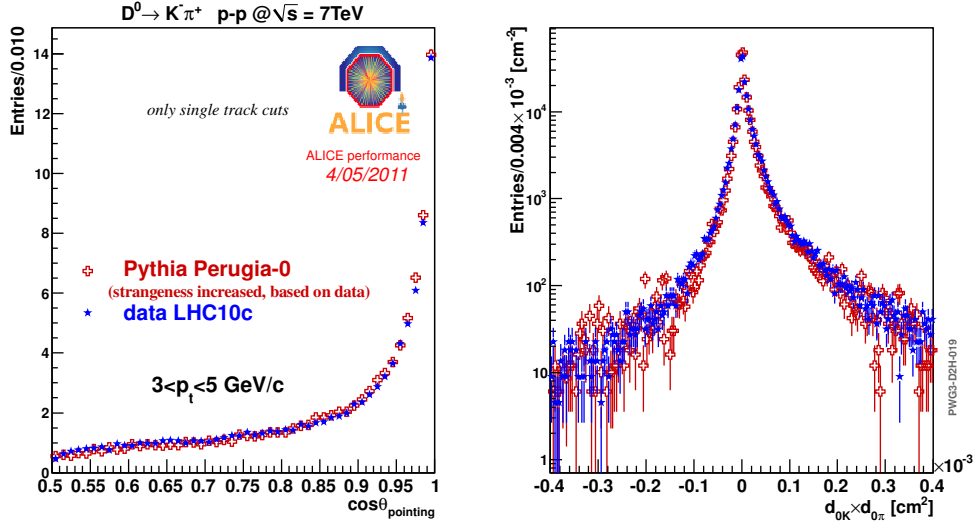 D⁰→ K⁻π⁺ p-p @√s = 7TeV
Entries/0.010
14
12
10
8
6
4
2
0
only single track cuts
ALICE
ALICE performance
4/05/2011
Pythia Perugia-0
(strangeness increased, based on data)
data LHC10c
3<pₜ<5 GeV/c
0.5 0.55 0.6 0.65 0.7 0.75 0.8 0.85 0.9 0.95 1
cosθpointing
Entries/0.004×10⁻³ [cm⁻²]
10⁴
10³
10²
10
1
PWG3-D2H-019
×10⁻³
-0.4 -0.3 -0.2 -0.1 0 0.1 0.2 0.3 0.4
d₀K×d₀π [cm²]